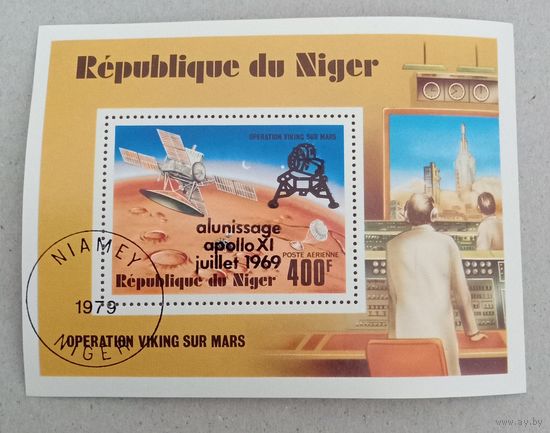 République du Niger
OPERATION VIKING SUR MARS
alunissage
apollo XI
juillet 1969
POSTE AÉRIENNE
400F
République du Niger
NIAMEY
1979
NIGER
OPERATION VIKING SUR MARS
www.ay.by